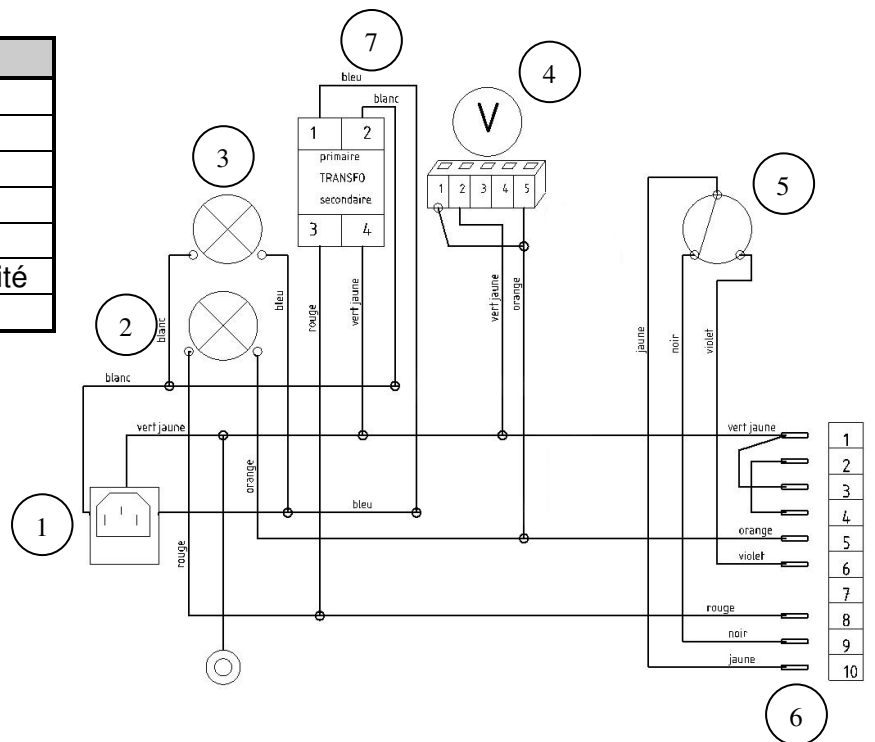 ité
7
bleu
4
blanc
V
1 2
primaire
TRANSFO
secondaire
3 4
3
1 2 3 4 5
5
2
blanc
bleu
rouge
vert jaune
vert jaune
orange
jaune
noir
violet
blanc
vert jaune
vert jaune
1
2
3
4
orange
bleu
1
orange
5
violet
6
rouge
7
rouge
8
noir
9
jaune
10
6